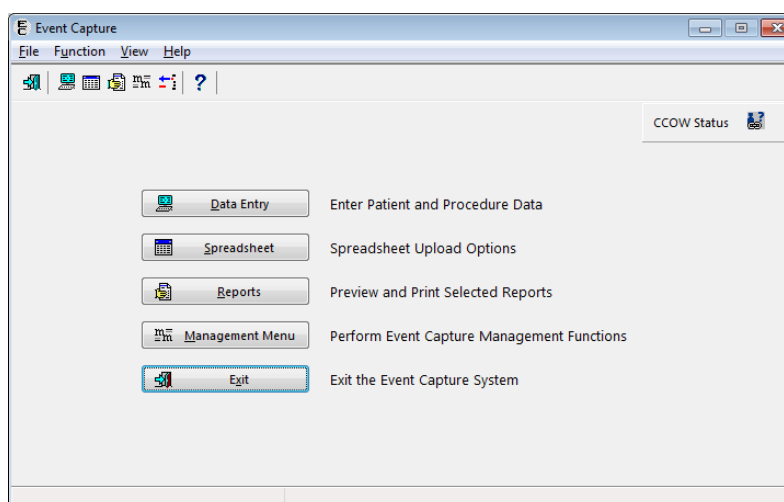 Event Capture
File Function View Help
CCOW Status
Data Entry Enter Patient and Procedure Data
Spreadsheet Spreadsheet Upload Options
Reports Preview and Print Selected Reports
Management Menu Perform Event Capture Management Functions
Exit Exit the Event Capture System